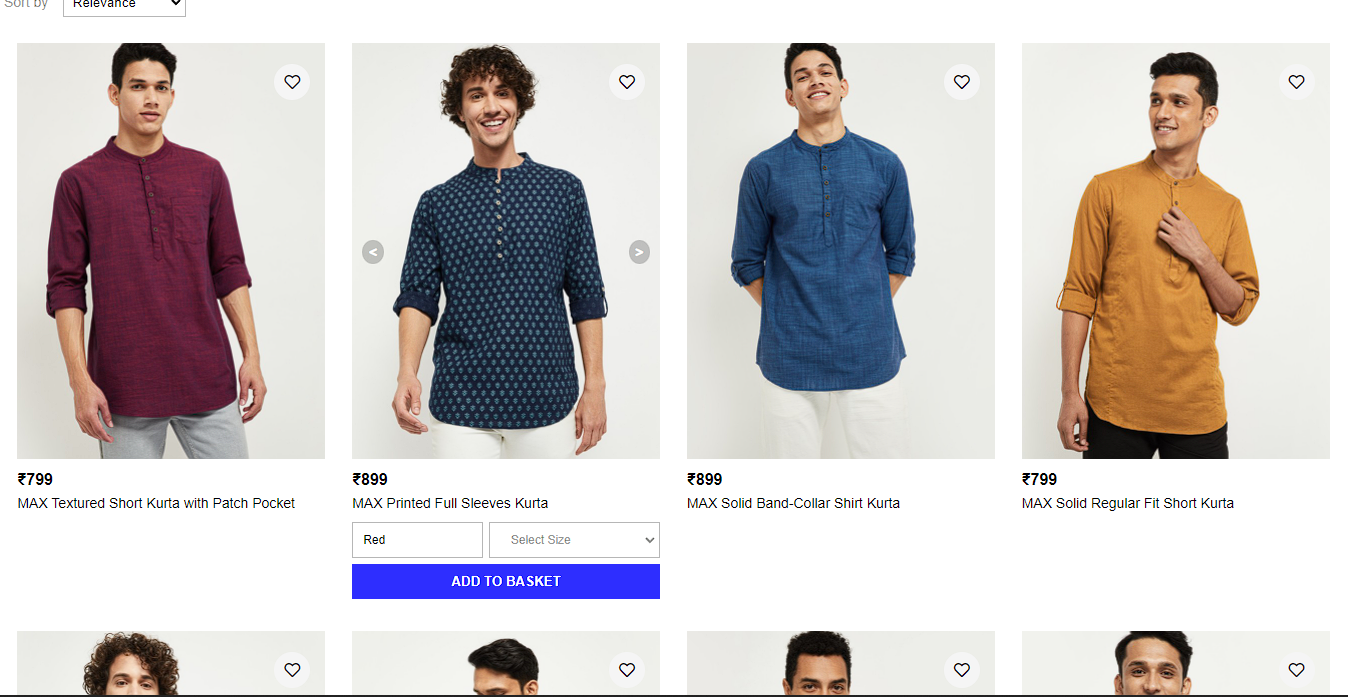 Sort by Relevance
₹799
MAX Textured Short Kurta with Patch Pocket
< >
₹899
MAX Printed Full Sleeves Kurta
Red Select Size
ADD TO BASKET
₹899
MAX Solid Band-Collar Shirt Kurta
₹799
MAX Solid Regular Fit Short Kurta